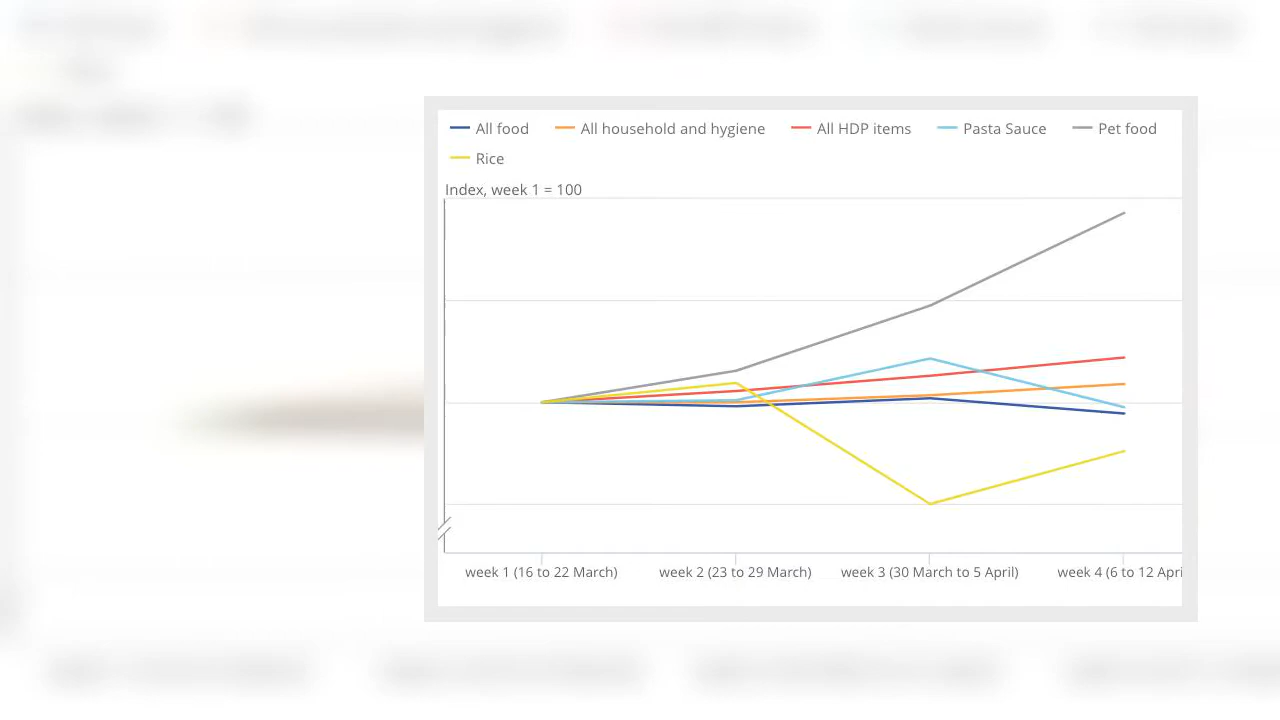 All food All household and hygiene All HDP items Pasta Sauce Pet food
Rice
Index, week 1 = 100
week 1 (16 to 22 March) week 2 (23 to 29 March) week 3 (30 March to 5 April) week 4 (6 to 12 Apri